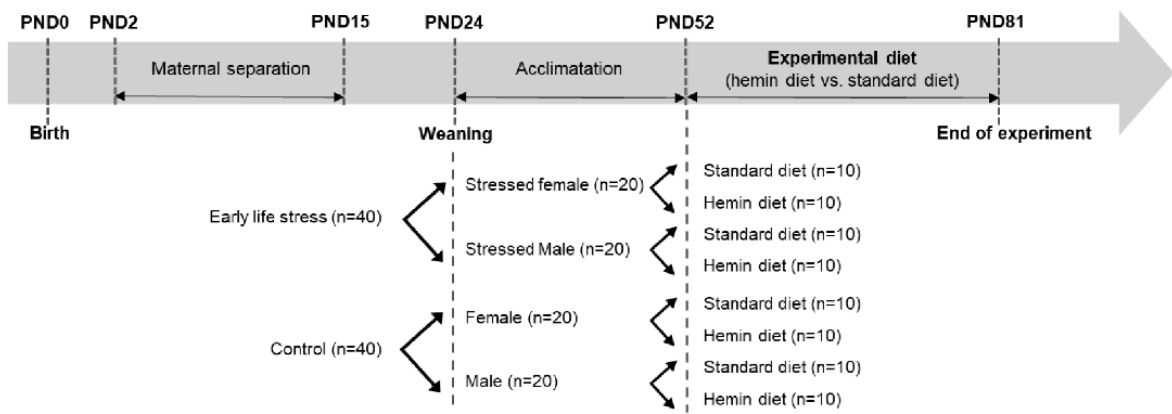 PND0 PND2 PND15 PND24 PND52 PND81
Maternal separation
Acclimatation
Experimental diet
(hemin diet vs. standard diet)
Birth
Weaning
End of experiment
Early life stress (n=40)
Stressed female (n=20)
Standard diet (n=10)
Hemin diet (n=10)
Stressed Male (n=20)
Standard diet (n=10)
Hemin diet (n=10)
Control (n=40)
Female (n=20)
Standard diet (n=10)
Hemin diet (n=10)
Male (n=20)
Standard diet (n=10)
Hemin diet (n=10)